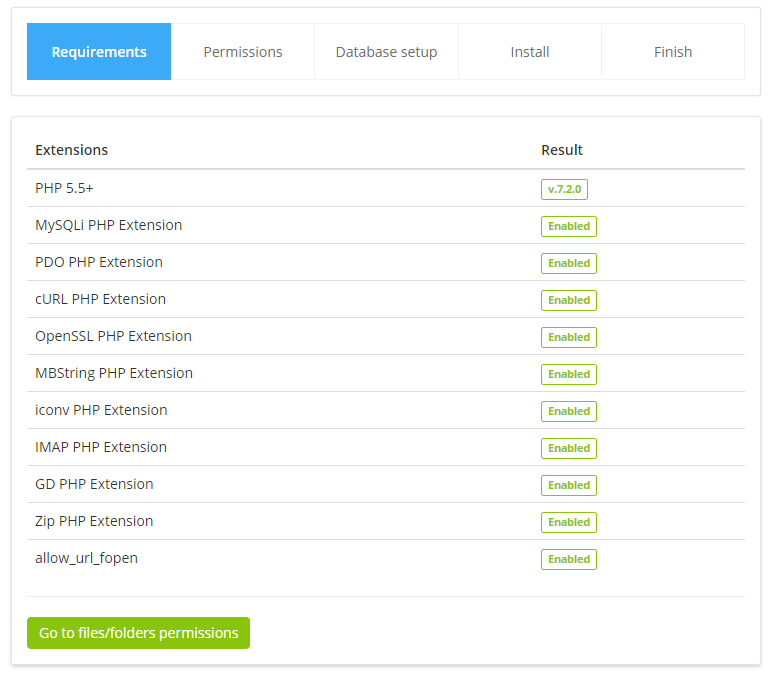 Requirements Permissions Database setup Install Finish
Extensions Result
PHP 5.5+ v.7.2.0
MySQLi PHP Extension Enabled
PDO PHP Extension Enabled
cURL PHP Extension Enabled
OpenSSL PHP Extension Enabled
MBString PHP Extension Enabled
iconv PHP Extension Enabled
IMAP PHP Extension Enabled
GD PHP Extension Enabled
Zip PHP Extension Enabled
allow_url_fopen Enabled
Go to files/folders permissions